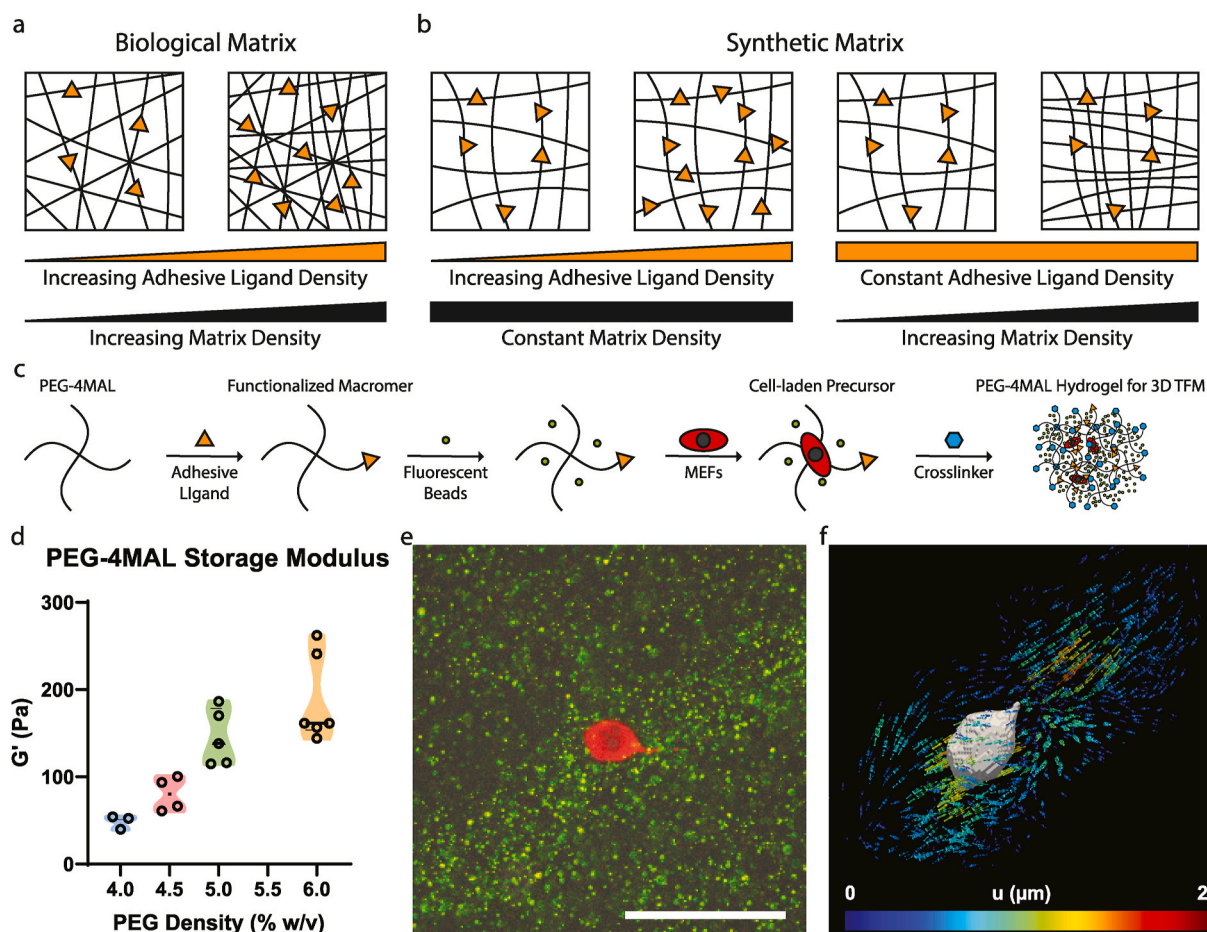 a
Biological Matrix
Increasing Adhesive Ligand Density
Increasing Matrix Density
b
Synthetic Matrix
Increasing Adhesive Ligand Density
Constant Matrix Density
Constant Adhesive Ligand Density
Increasing Matrix Density
c
PEG-4MAL
Functionalized Macromer
Cell-laden Precursor
PEG-4MAL Hydrogel for 3D TFM
Adhesive
LIgand
Fluorescent
Beads
MEFs
Crosslinker
d
PEG-4MAL Storage Modulus
300
200
100
0
G' (Pa)
4.0 4.5 5.0 5.5 6.0
PEG Density (% w/v)
e
f
0 u (μm) 2